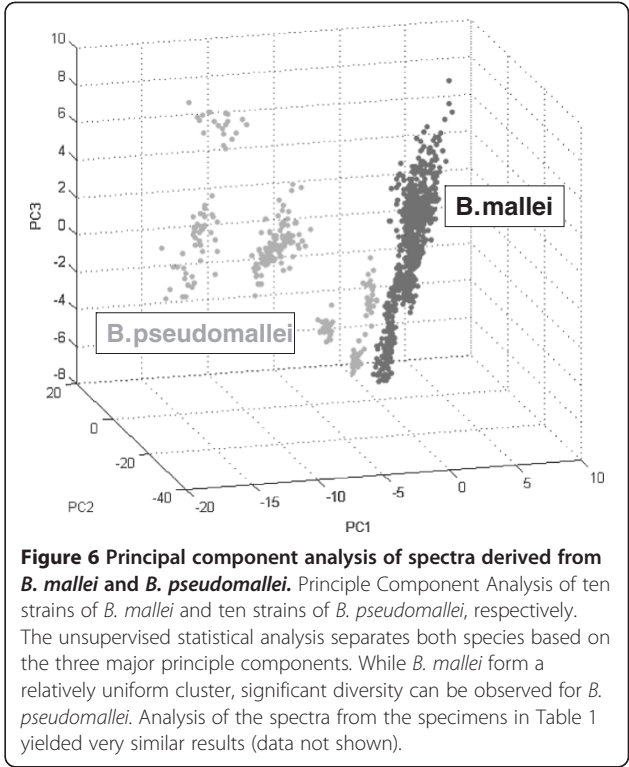 10
8
6
4
2
0
-2
-4
-6
-8
PC3
B.mallei
B.pseudomallei
20
0
-20
-40
PC2
-20
-15
-10
-5
0
5
10
PC1
Figure 6 Principal component analysis of spectra derived from
B. mallei and B. pseudomallei. Principle Component Analysis of ten
strains of B. mallei and ten strains of B. pseudomallei, respectively.
The unsupervised statistical analysis separates both species based on
the three major principle components. While B. mallei form a
relatively uniform cluster, significant diversity can be observed for B.
pseudomallei. Analysis of the spectra from the specimens in Table 1
yielded very similar results (data not shown).